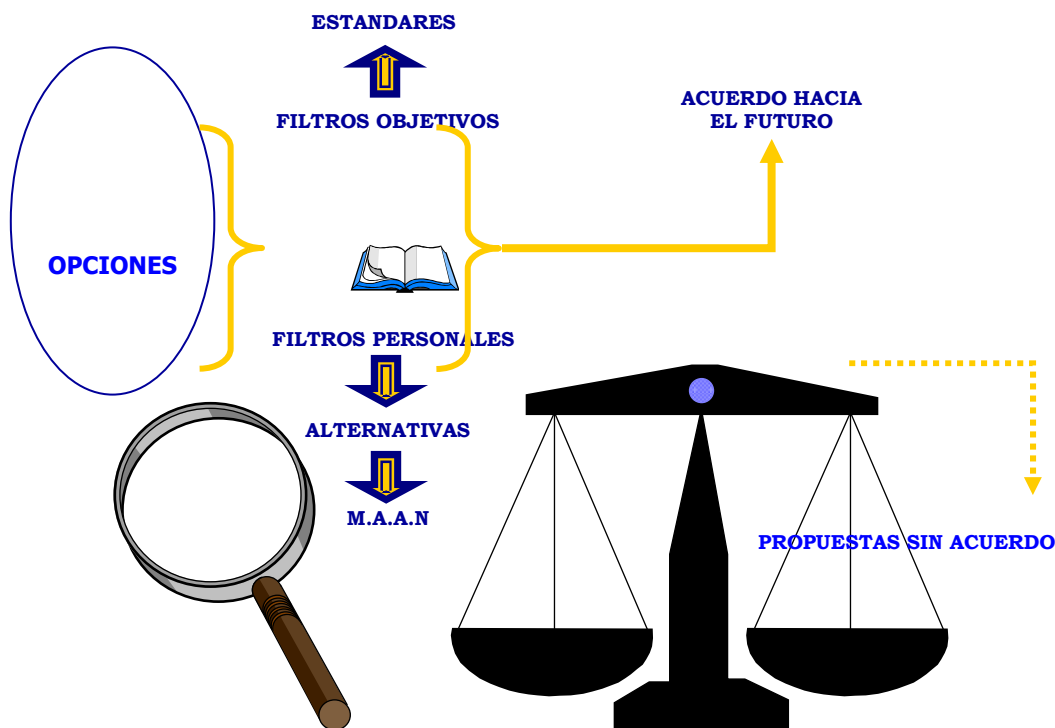 ESTANDARES
FILTROS OBJETIVOS
ACUERDO HACIA
EL FUTURO
OPCIONES
FILTROS PERSONALES
ALTERNATIVAS
M.A.A.N
PROPUESTAS SIN ACUERDO